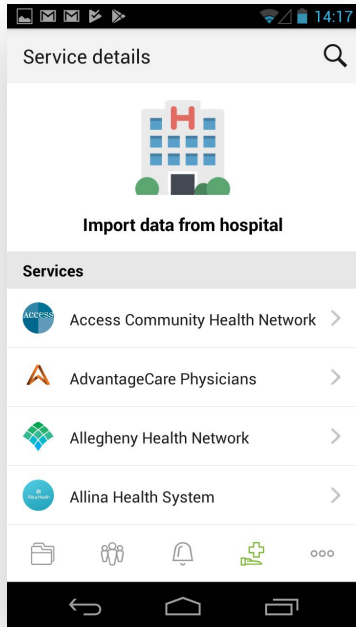 14:17
Service details
H
Import data from hospital
Services
ACCESS
Access Community Health Network
AdvantageCare Physicians
Allegheny Health Network
Allina Health System